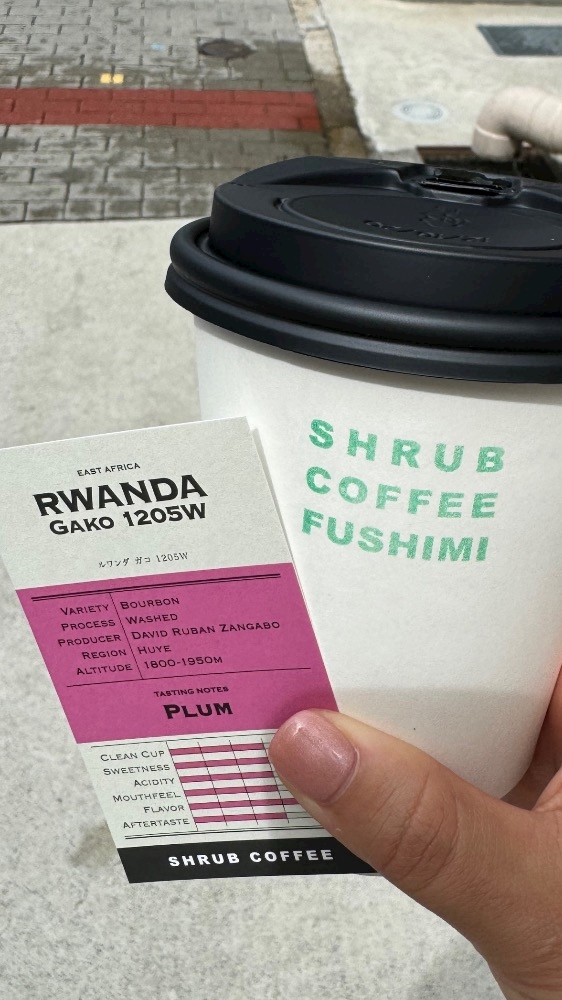 SHRUB
COFFEE
FUSHIMI
EAST AFRICA
RWANDA
GAKO 1205W
ルワンダ ガコ 1205W
VARIETY BOURBON
PROCESS WASHED
PRODUCER DAVID RUBAN ZANGABO
REGION HUYE
ALTITUDE 1800-1950M
TASTING NOTES
PLUM
CLEAN CUP
SWEETNESS
ACIDITY
MOUTHFEEL
FLAVOR
AFTERTASTE
SHRUB COFFEE